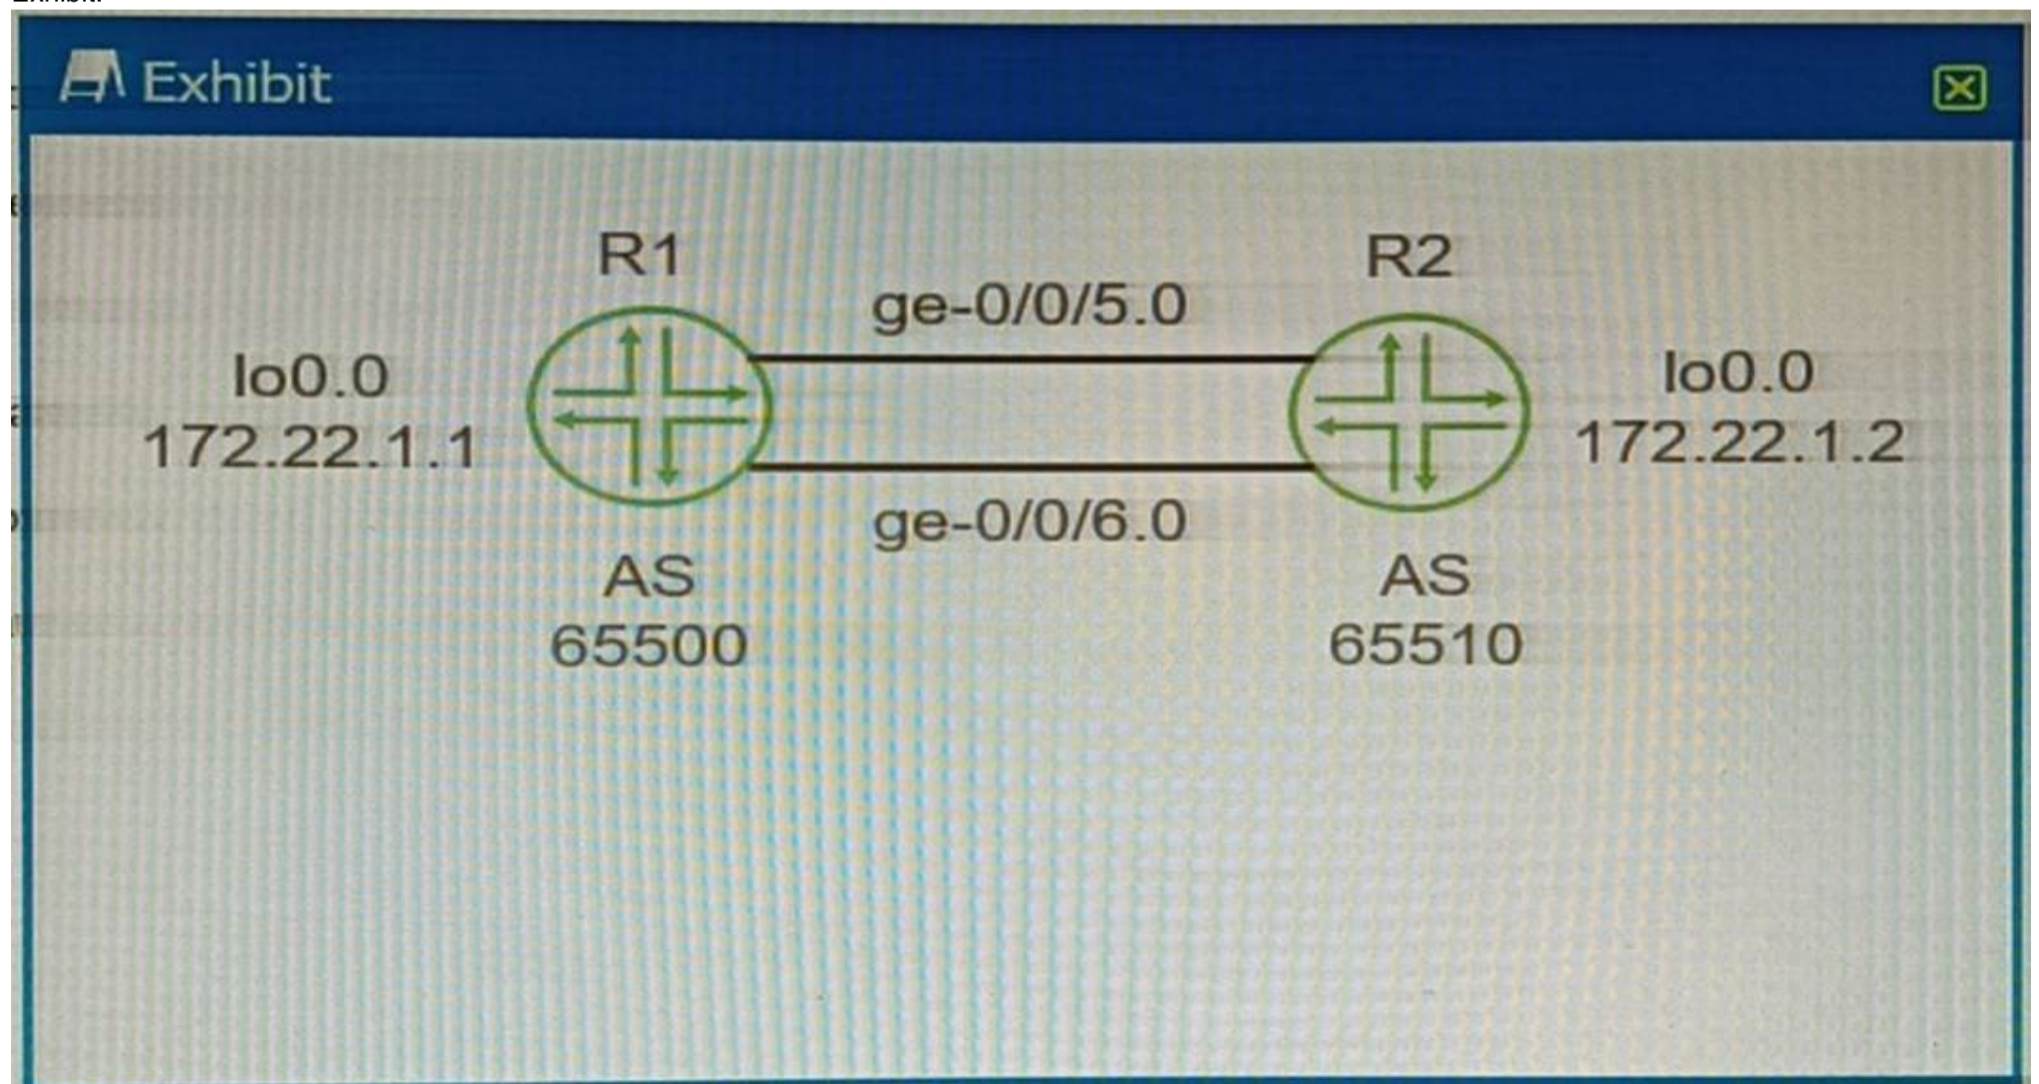 Exhibit
R1
R2
ge-0/0/5.0
lo0.0
172.22.1.1
lo0.0
172.22.1.2
ge-0/0/6.0
AS
65500
AS
65510